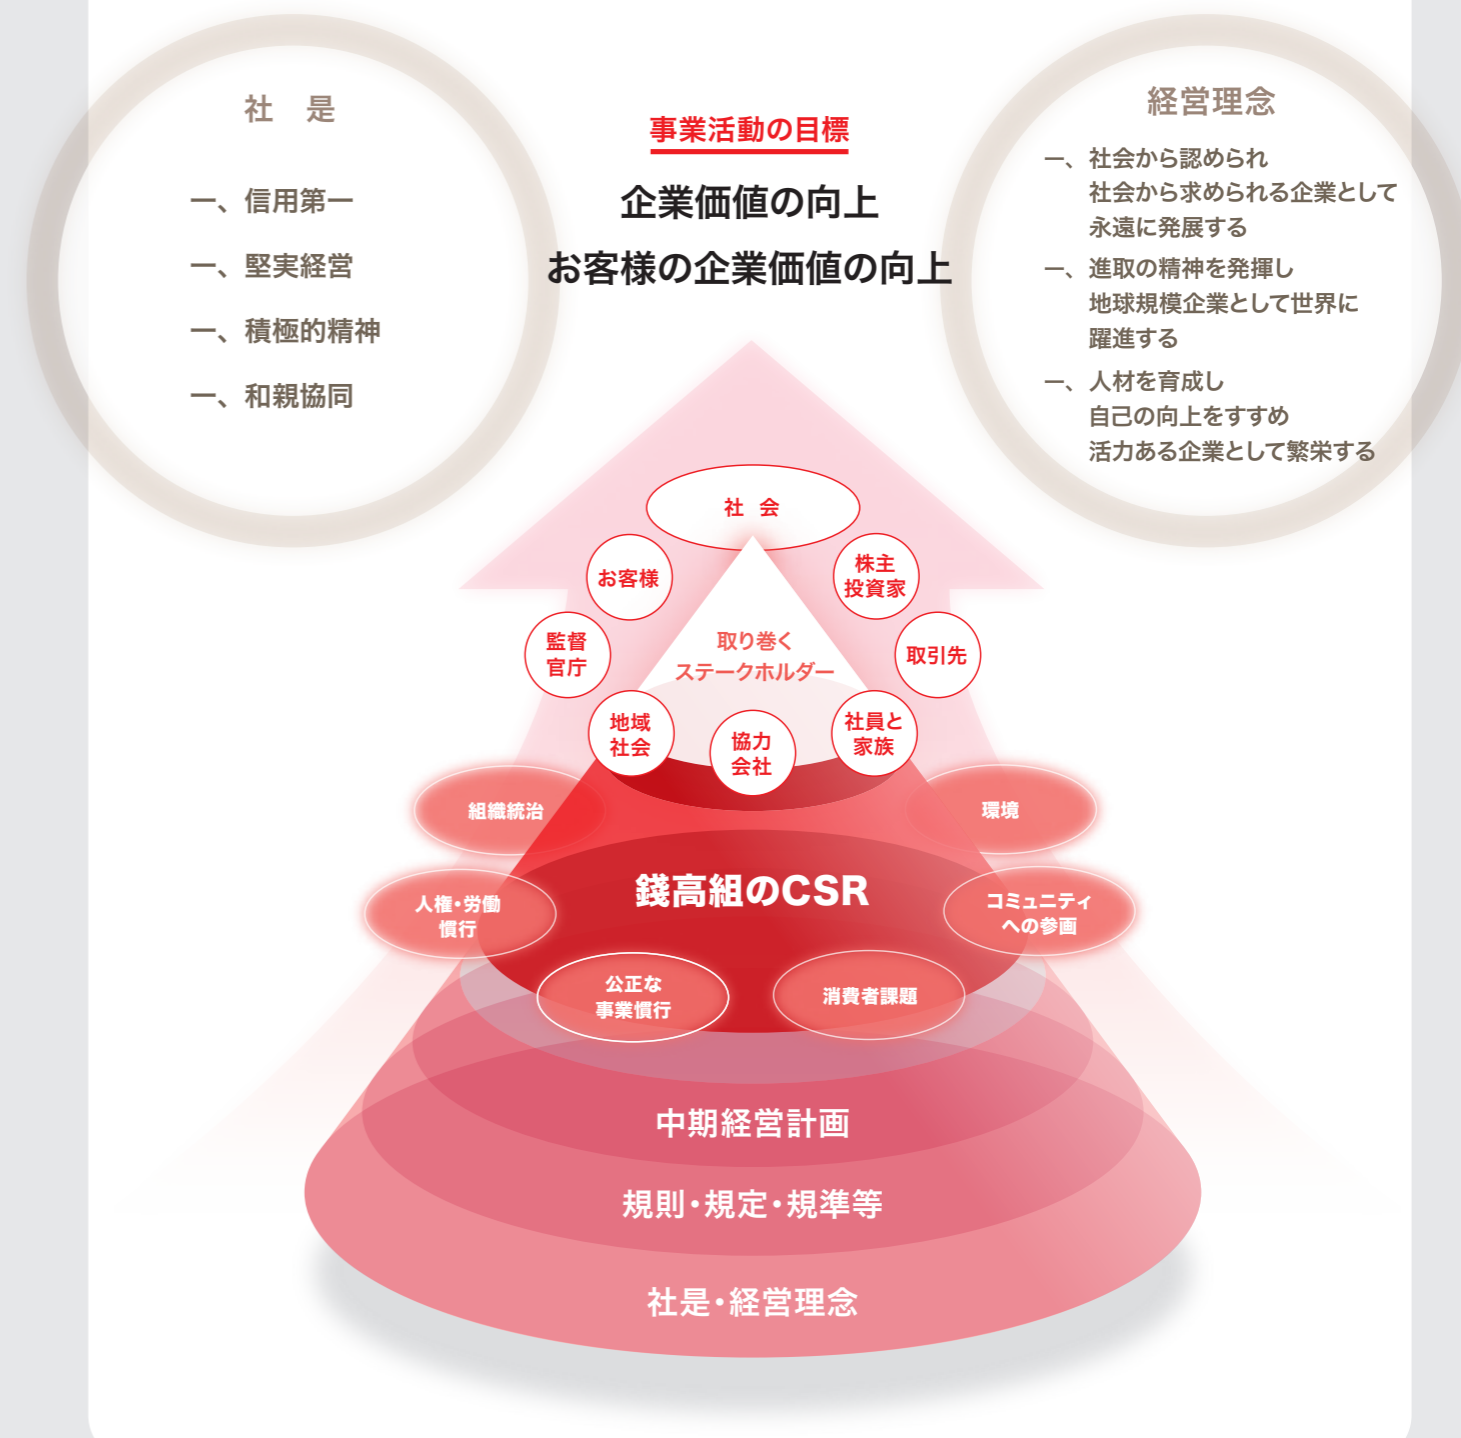 社 是
一、信用第一
一、堅実経営
一、積極的精神
一、和親協同
事業活動の目標
企業価値の向上
お客様の企業価値の向上
経営理念
一、社会から認められ
社会から求められる企業として
永遠に発展する
一、進取の精神を発揮し
地球規模企業として世界に
躍進する
一、人材を育成し
自己の向上をすすめ
活力ある企業として繁栄する
社 会
お客様
株主
投資家
監督
官庁
取引先
取り巻く
ステークホルダー
地域
社会
協力
会社
社員と
家族
組織統治
環境
人権・労働
慣行
錢高組のCSR
コミュニティ
への参画
公正な
事業慣行
消費者課題
中期経営計画
規則・規定・規準等
社是・経営理念